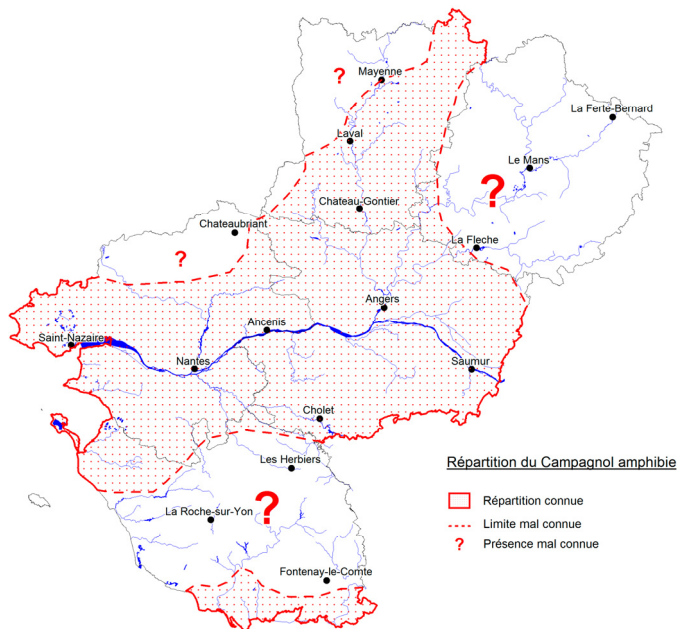 Mayenne
?
La Ferte-Bernard
Laval
Le Mans
?
Chateau-Gontier
Chateaubriant
La Fleche
?
Angers
Ancenis
Saint-Nazaire
Nantes
Saumur
Cholet
Les Herbiers
La Roche-sur-Yon
?
Fontenay-le-Comte
Répartition du Campagnol amphibie
Répartition connue
Limite mal connue
? Présence mal connue